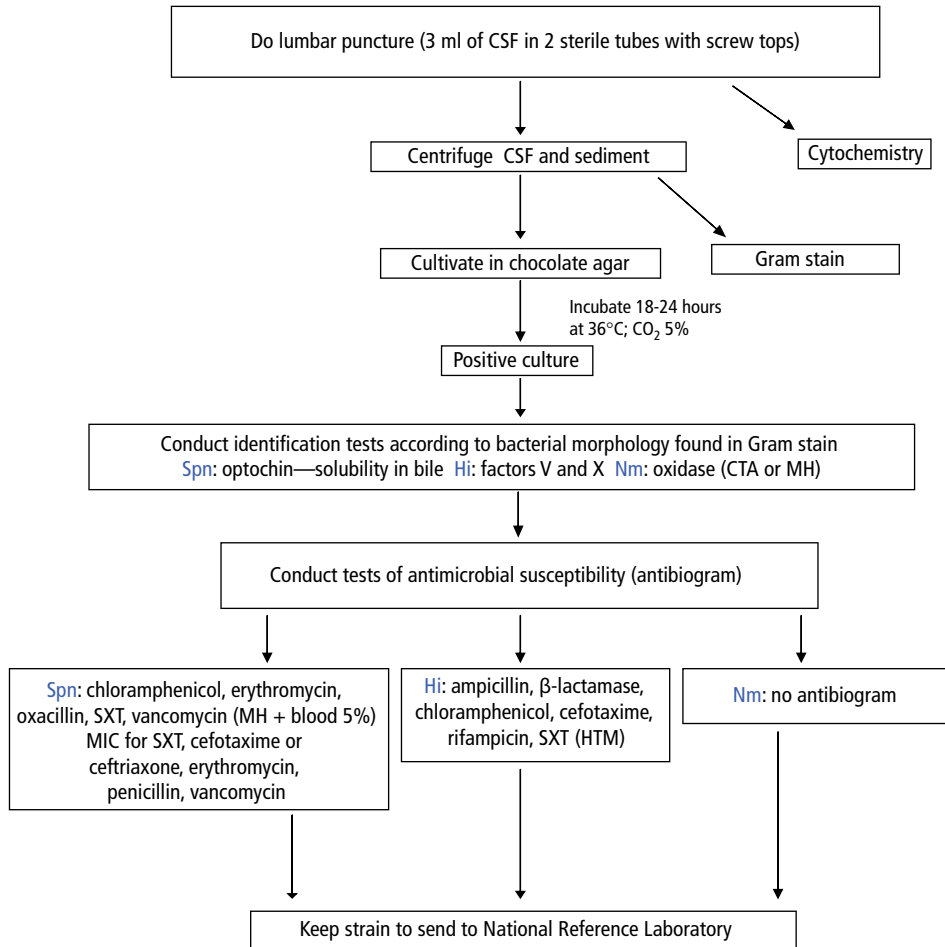 Do lumbar puncture (3 ml of CSF in 2 sterile tubes with screw tops)
Cytochemistry
Centrifuge CSF and sediment
Gram stain
Cultivate in chocolate agar
Incubate 18-24 hours
at 36°C; CO₂ 5%
Positive culture
Conduct identification tests according to bacterial morphology found in Gram stain
Spn: optochin—solubility in bile Hi: factors V and X Nm: oxidase (CTA or MH)
Conduct tests of antimicrobial susceptibility (antibiogram)
Spn: chloramphenicol, erythromycin,
oxacillin, SXT, vancomycin (MH + blood 5%)
MIC for SXT, cefotaxime or
ceftriaxone, erythromycin,
penicillin, vancomycin
Hi: ampicillin, β-lactamase,
chloramphenicol, cefotaxime,
rifampicin, SXT (HTM)
Nm: no antibiogram
Keep strain to send to National Reference Laboratory